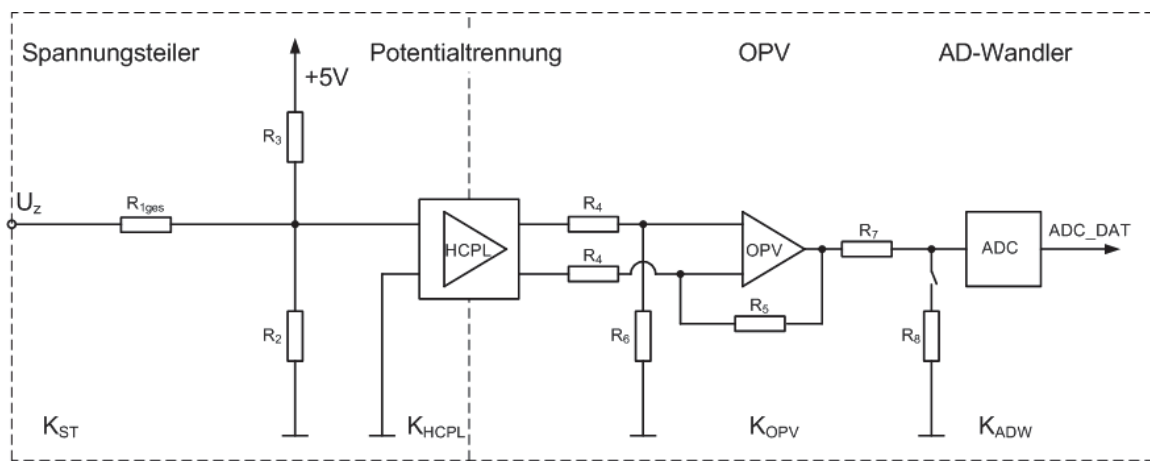 Spannungsteiler
Potentialtrennung
OPV
AD-Wandler
+5V
R3
Uz
R1ges
R2
HCPL
R4
R4
R6
OPV
R5
R7
R8
ADC
ADC_DAT
KST
KHCPL
KOPV
KADW